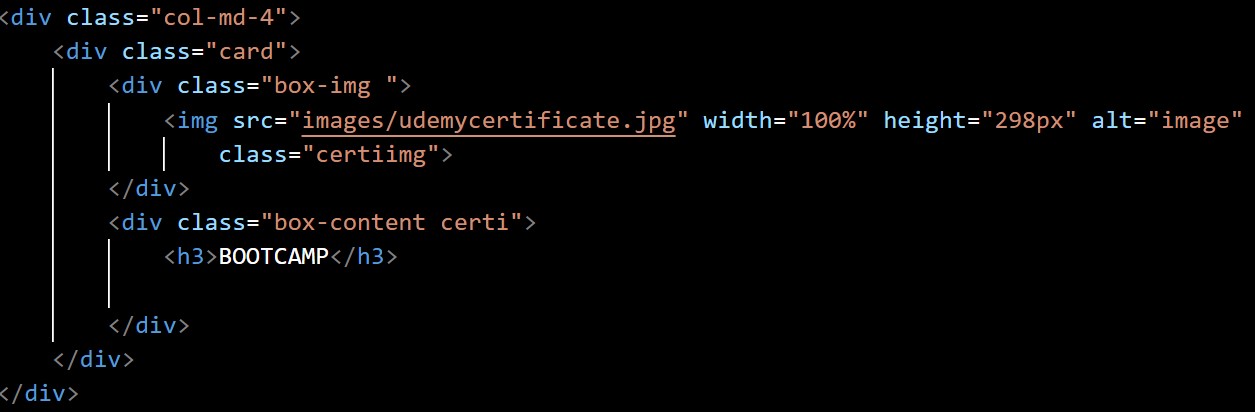 <div class="col-md-4">
    <div class="card">
        <div class="box-img ">
            <img src="images/udemycertificate.jpg" width="100%" height="298px" alt="image"
                class="certiimg">
        </div>
        <div class="box-content certi">
            <h3>BOOTCAMP</h3>
        </div>
    </div>
</div>